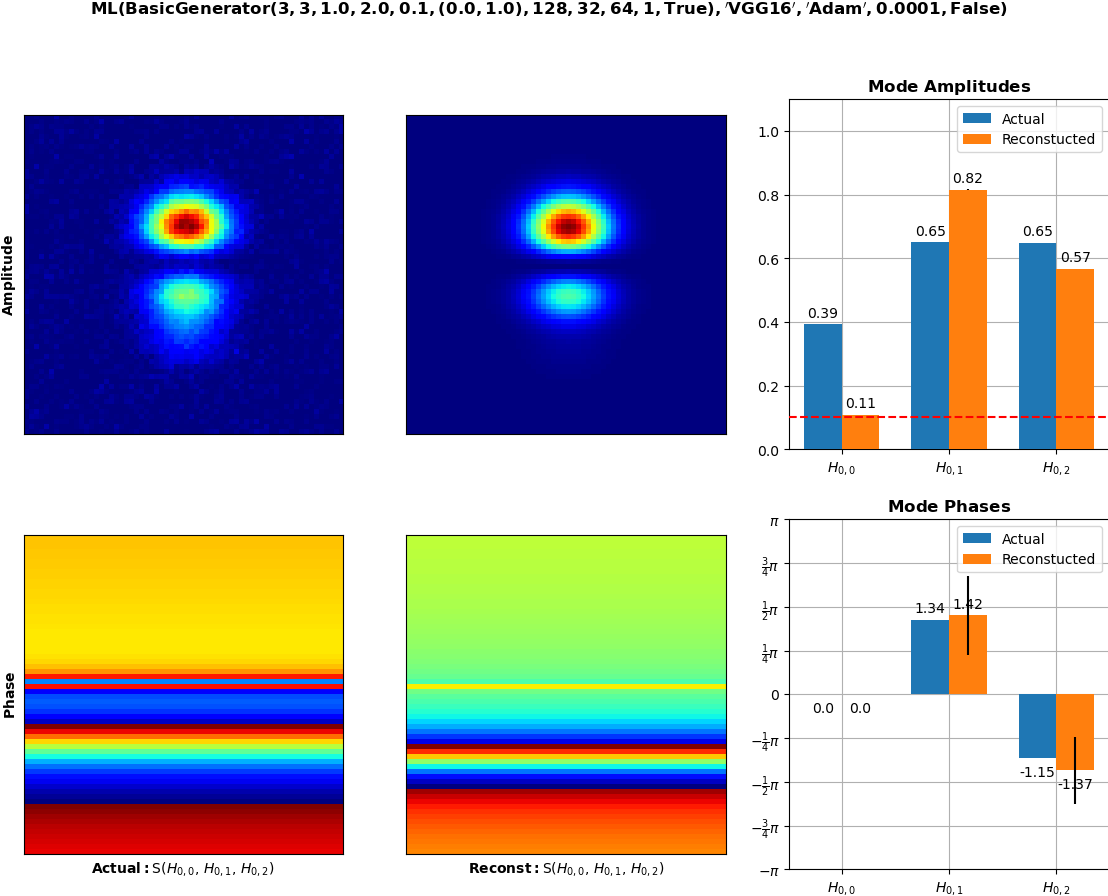 ML(BasicGenerator(3, 3, 1.0, 2.0, 0.1, (0.0, 1.0), 128, 32, 64, 1, True), 'VGG16', 'Adam', 0.0001, False)
Amplitude
Mode Amplitudes
Actual
Reconstucted
1.0
0.8
0.6
0.4
0.2
0.0
0.39
0.11
0.65
0.82
0.65
0.57
H0,0
H0,1
H0,2
Phase
Actual: S(H0,0, H0,1, H0,2)
Reconst: S(H0,0, H0,1, H0,2)
Mode Phases
Actual
Reconstucted
π
3/4π
1/2π
1/4π
0
−1/4π
−1/2π
−3/4π
−π
0.0
0.0
1.34
1.42
-1.15
-1.37
H0,0
H0,1
H0,2